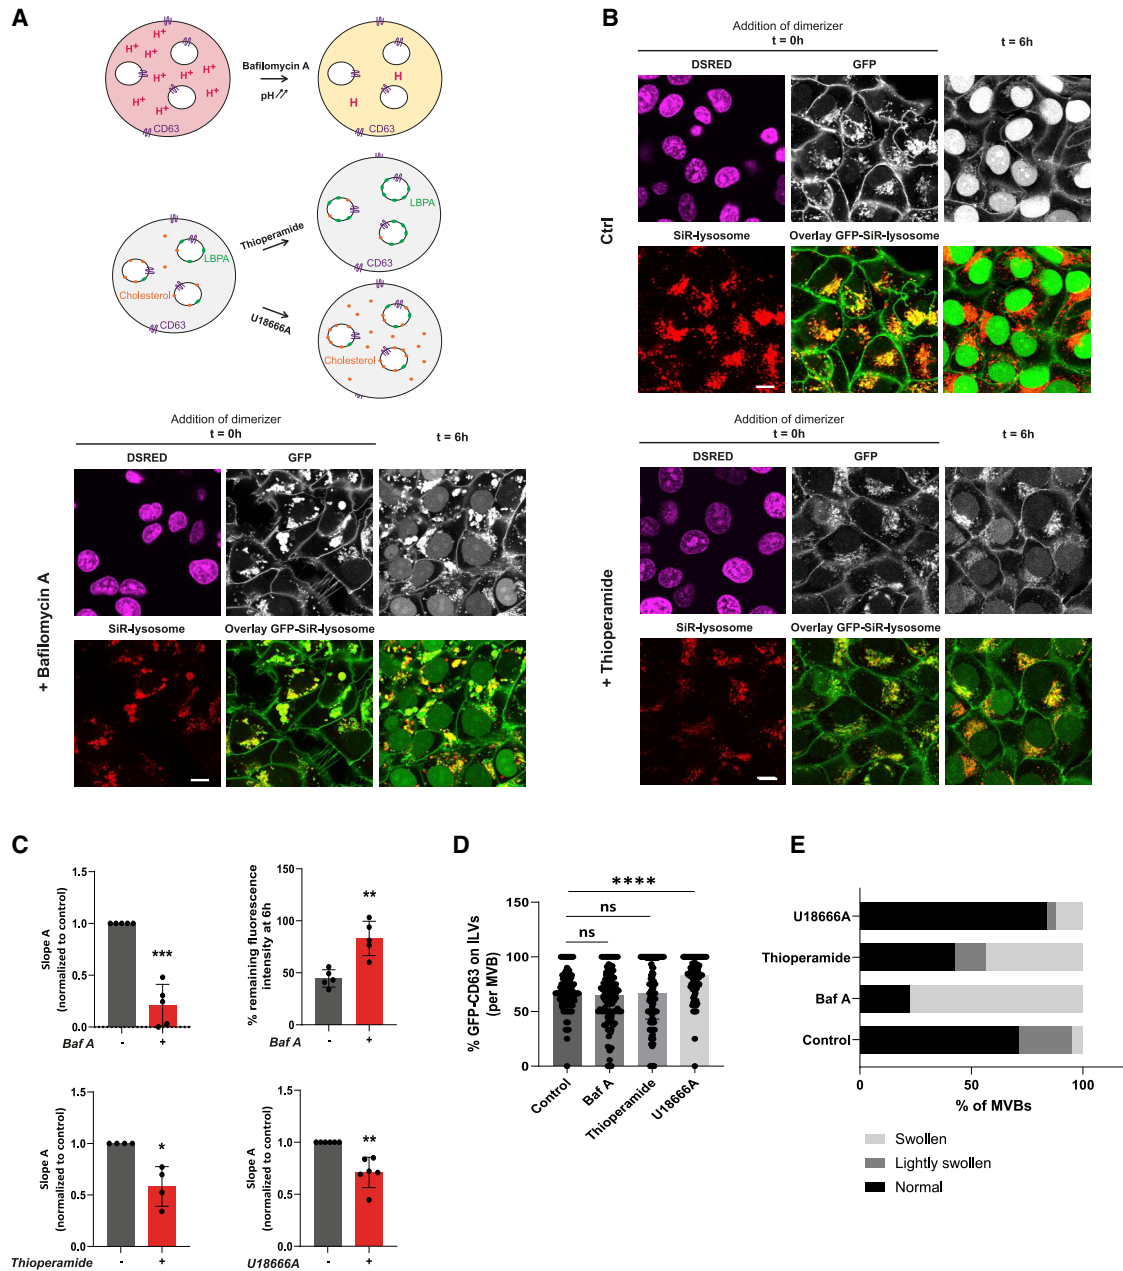 A
H+
H+
H+
H+
H+
H+
H+
H+
H+
CD63
Bafilomycin A
pH
H
H
CD63
LBPA
Cholesterol
CD63
Thioperamide
U18666A
LBPA
CD63
Cholesterol
Addition of dimerizer
t = 0h
t = 6h
DSRED
GFP
+ Bafilomycin A
SiR-lysosome
Overlay GFP-SiR-lysosome
B
Addition of dimerizer
t = 0h
t = 6h
DSRED
GFP
Ctrl
SiR-lysosome
Overlay GFP-SiR-lysosome
Addition of dimerizer
t = 0h
t = 6h
DSRED
GFP
+ Thioperamide
SiR-lysosome
Overlay GFP-SiR-lysosome
C
Slope A
(normalized to control)
1.5
1.0
0.5
0.0
***
Baf A
-
+
% remaining fluorescence
intensity at 6h
150
100
50
0
**
Baf A
-
+
Slope A
(normalized to control)
1.5
1.0
0.5
0.0
*
Thioperamide
-
+
Slope A
(normalized to control)
1.5
1.0
0.5
0.0
**
U18666A
-
+
D
% GFP-CD63 on ILVs
(per MVB)
150
100
50
0
****
ns
ns
Control
Baf A
Thioperamide
U18666A
E
U18666A
Thioperamide
Baf A
Control
0
50
100
% of MVBs
Swollen
Lightly swollen
Normal